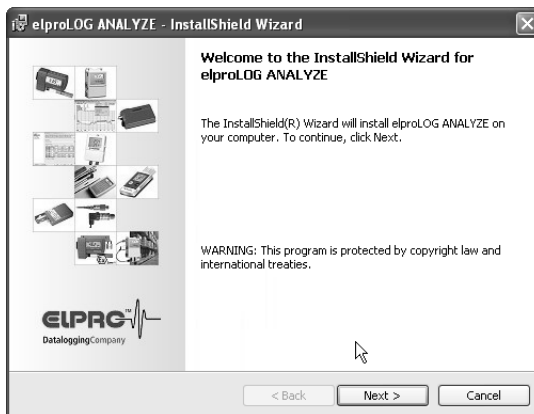 elproLOG ANALYZE - InstallShield Wizard
Welcome to the InstallShield Wizard for
elproLOG ANALYZE
The InstallShield(R) Wizard will install elproLOG ANALYZE on
your computer. To continue, click Next.
WARNING: This program is protected by copyright law and
international treaties.
ELPRO™
DataloggingCompany
< Back
Next >
Cancel